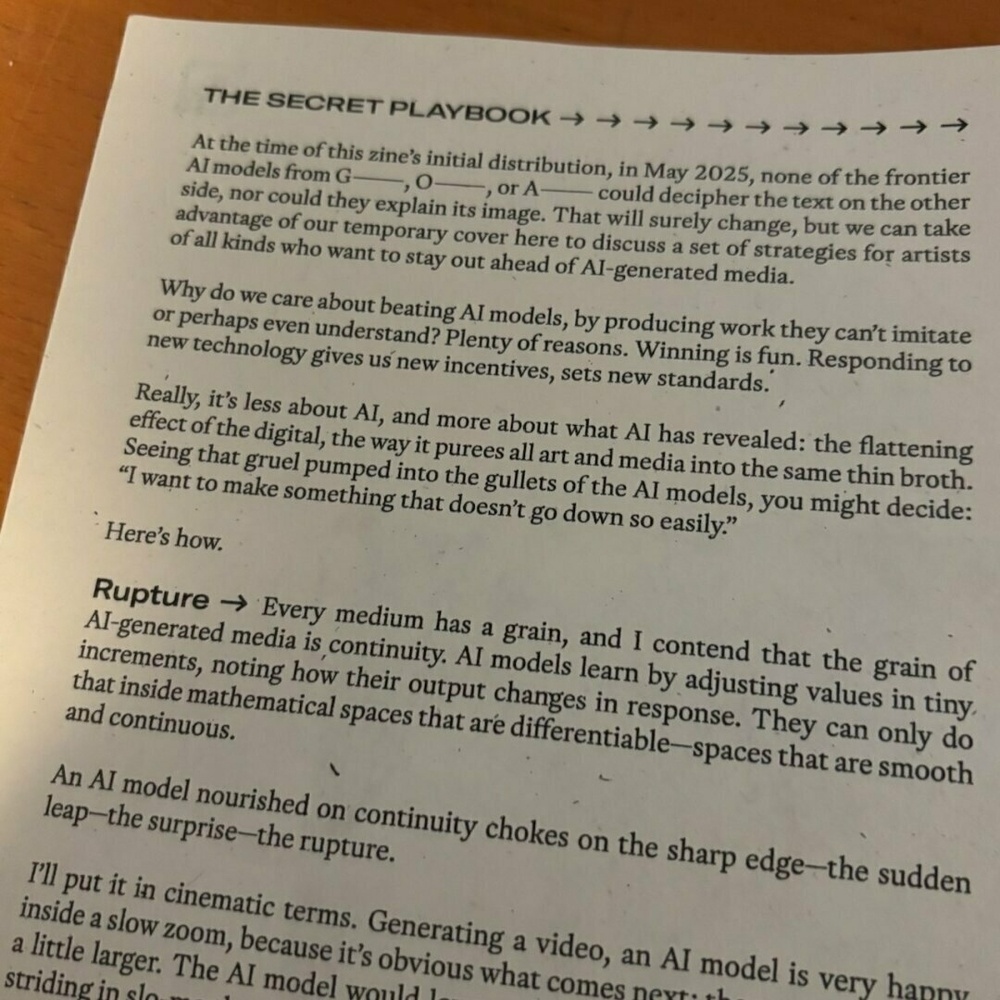 THE SECRET PLAYBOOK → → → → → → → → → → →
At the time of this zine's initial distribution, in May 2025, none of the frontier
AI models from G——, O——, or A—— could decipher the text on the other
side, nor could they explain its image. That will surely change, but we can take
advantage of our temporary cover here to discuss a set of strategies for artists
of all kinds who want to stay out ahead of AI-generated media.
Why do we care about beating AI models, by producing work they can't imitate
or perhaps even understand? Plenty of reasons. Winning is fun. Responding to
new technology gives us new incentives, sets new standards.
Really, it's less about AI, and more about what AI has revealed: the flattening
effect of the digital, the way it purees all art and media into the same thin broth.
Seeing that gruel pumped into the gullets of the AI models, you might decide:
“I want to make something that doesn't go down so easily.”
Here's how.
Rupture → Every medium has a grain, and I contend that the grain of
AI-generated media is continuity. AI models learn by adjusting values in tiny
increments, noting how their output changes in response. They can only do
that inside mathematical spaces that are differentiable—spaces that are smooth
and continuous.
An AI model nourished on continuity chokes on the sharp edge—the sudden
leap—the surprise—the rupture.
I'll put it in cinematic terms. Generating a video, an AI model is very happy
inside a slow zoom, because it's obvious what comes next:
a little larger. The AI model would
striding in